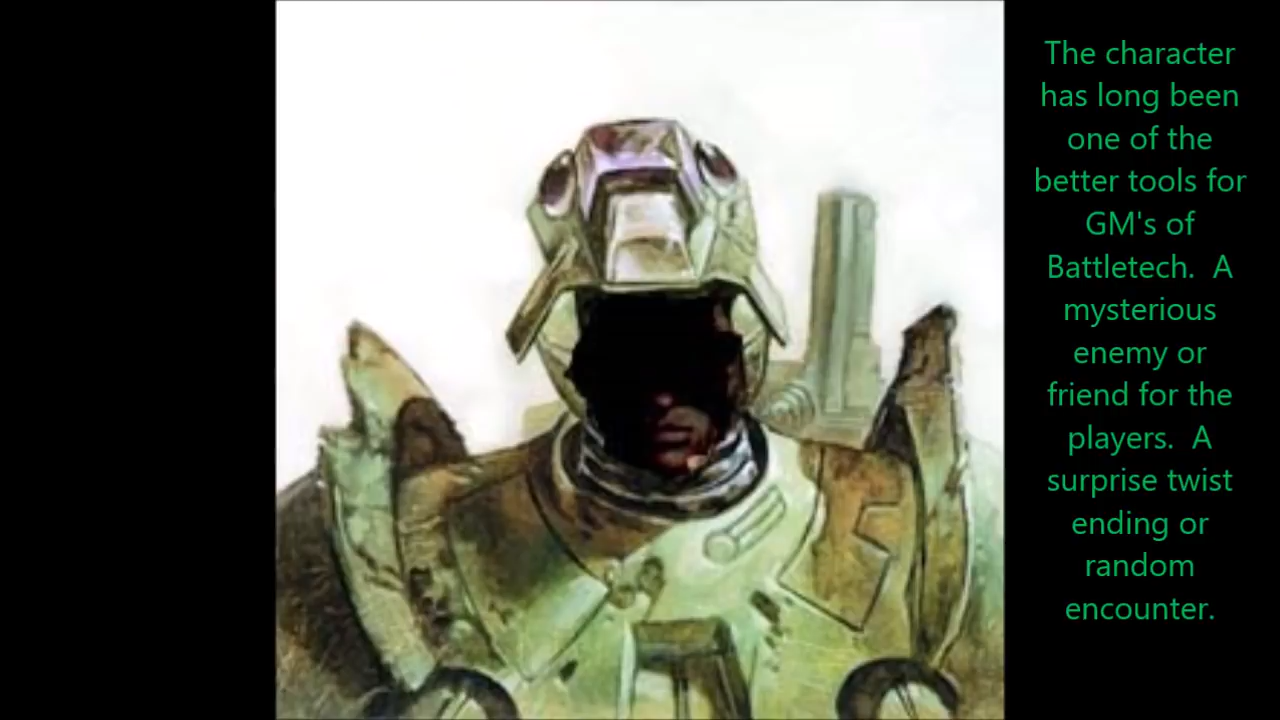 The character
has long been
one of the
better tools for
GM's of
Battletech.  A
mysterious
enemy or
friend for the
players.  A
surprise twist
ending or
random
encounter.